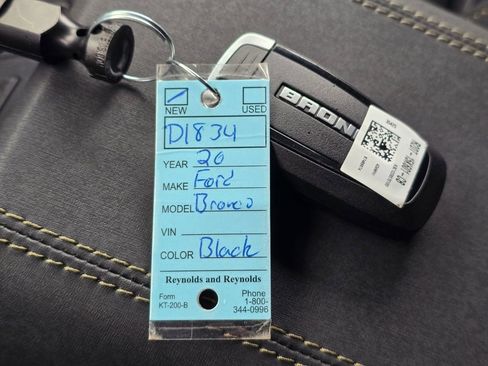 NEW USED
D1834
YEAR 20
MAKE Ford
MODEL Bronco
VIN
COLOR Black
Reynolds and Reynolds
Form
KT-200-B
Phone
1-800-
344-0996
BRON